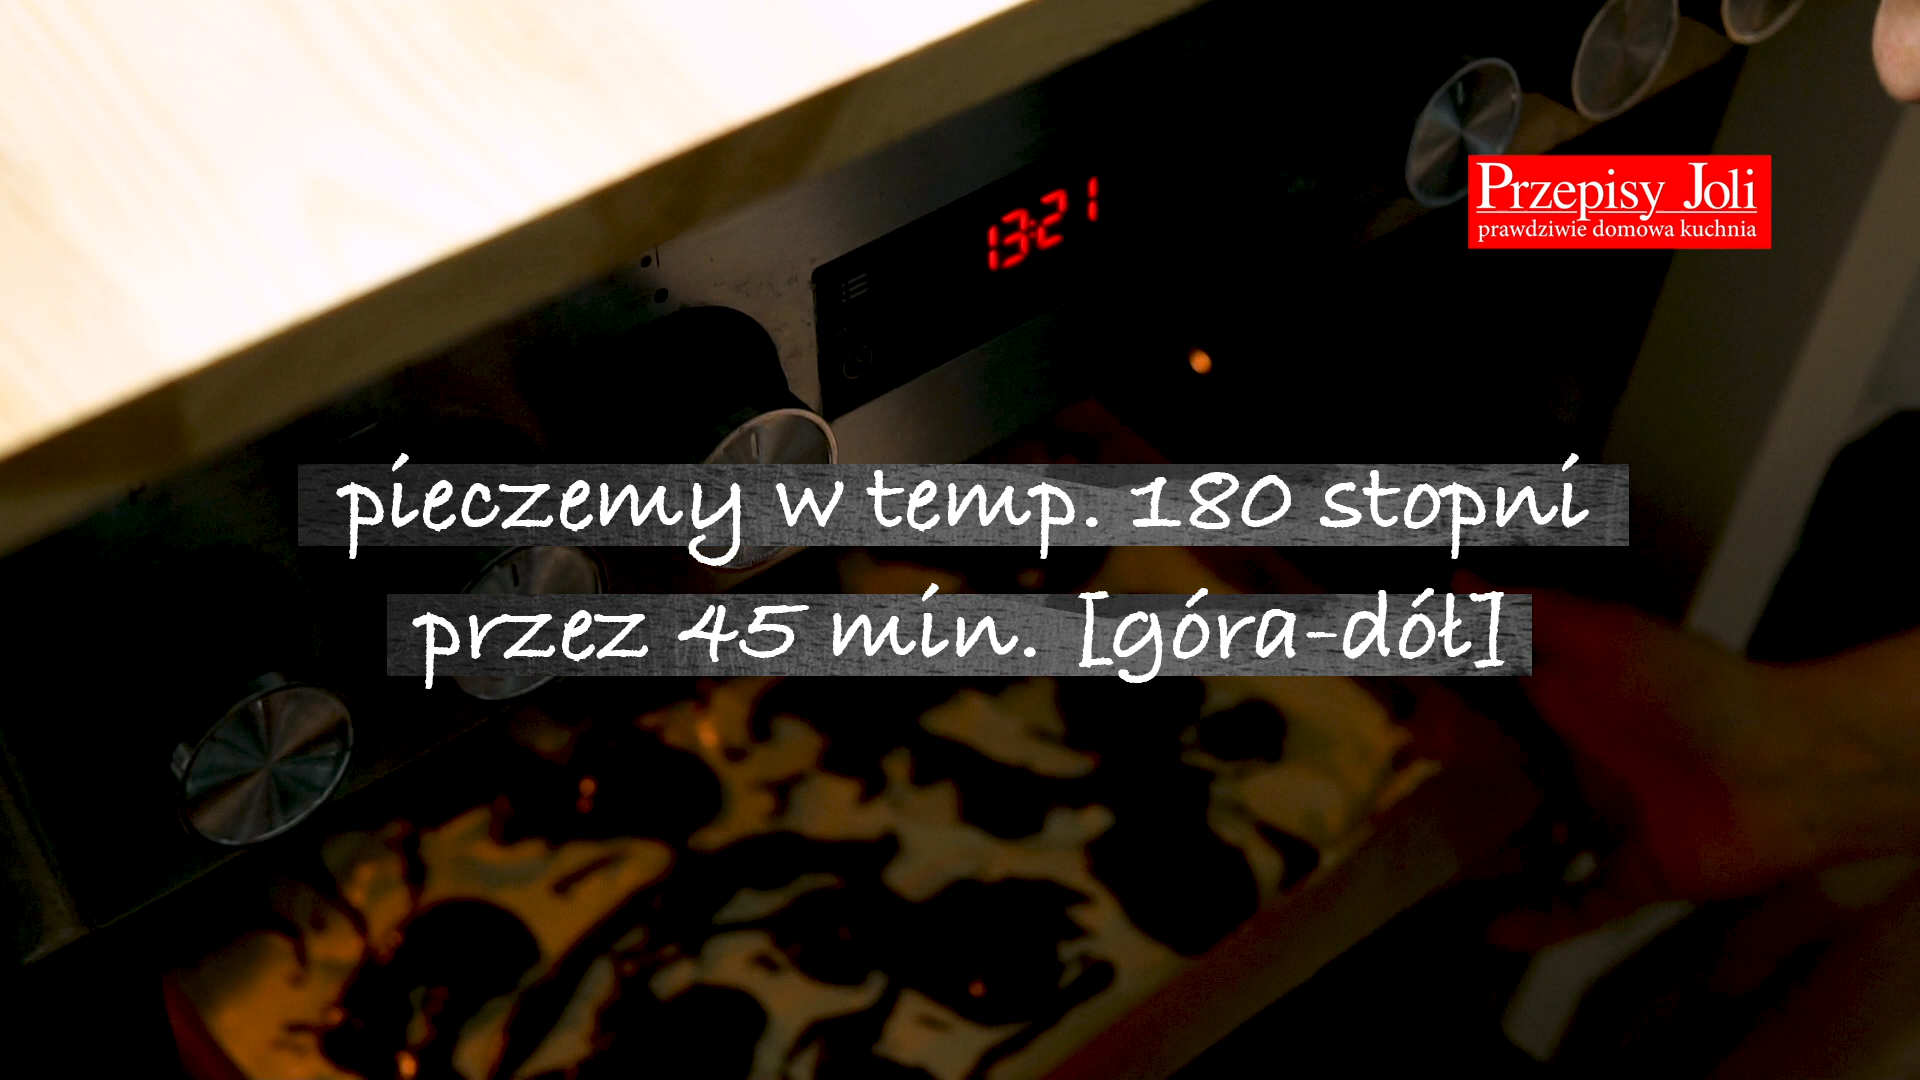 13:21
Przepisy Joli
prawdziwie domowa kuchnia
pieczemy w temp. 180 stopni
przez 45 min. [góra-dół]